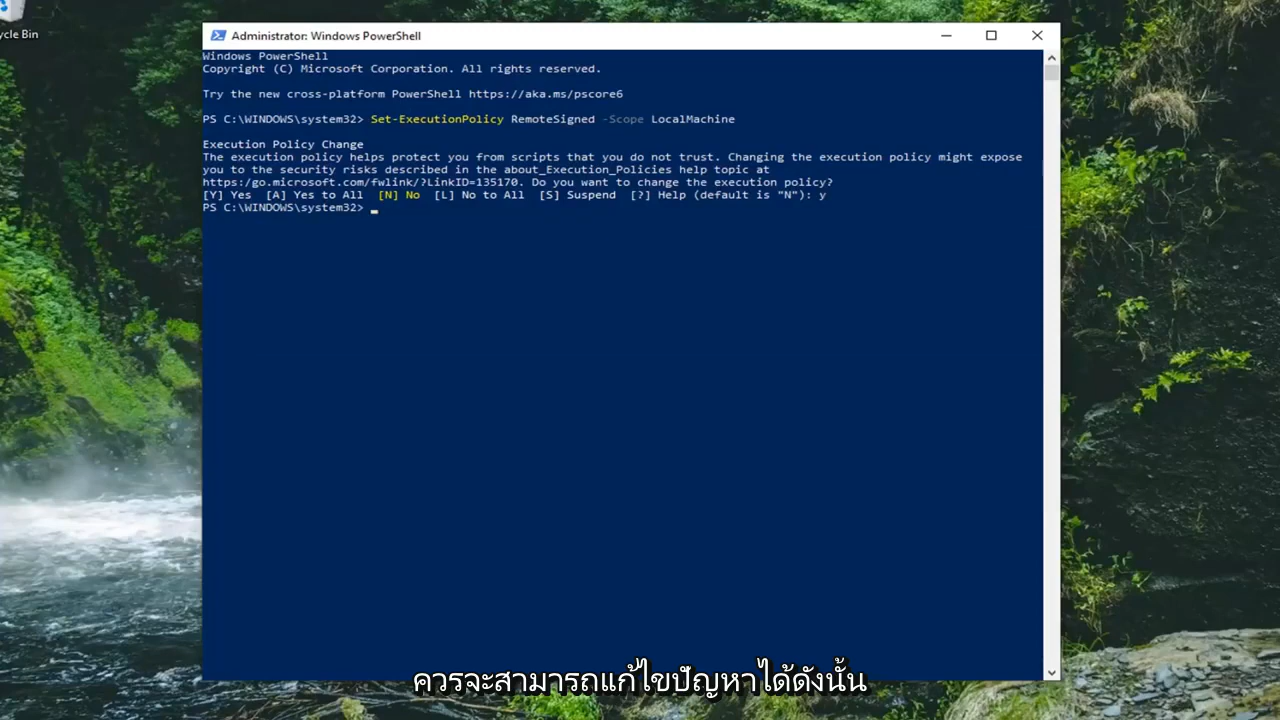 ycle Bin
Administrator: Windows PowerShell
Windows PowerShell
Copyright (C) Microsoft Corporation. All rights reserved.
Try the new cross-platform PowerShell https://aka.ms/pscore6
PS C:\WINDOWS\system32> Set-ExecutionPolicy RemoteSigned -Scope LocalMachine
Execution Policy Change
The execution policy helps protect you from scripts that you do not trust. Changing the execution policy might expose
you to the security risks described in the about_Execution_Policies help topic at
https:/go.microsoft.com/fwlink/?LinkID=135170. Do you want to change the execution policy?
[Y] Yes  [A] Yes to All  [N] No  [L] No to All  [S] Suspend  [?] Help (default is "N"): y
PS C:\WINDOWS\system32>
ควรจะสามารถแก้ไขปัญหาได้ดังนั้น